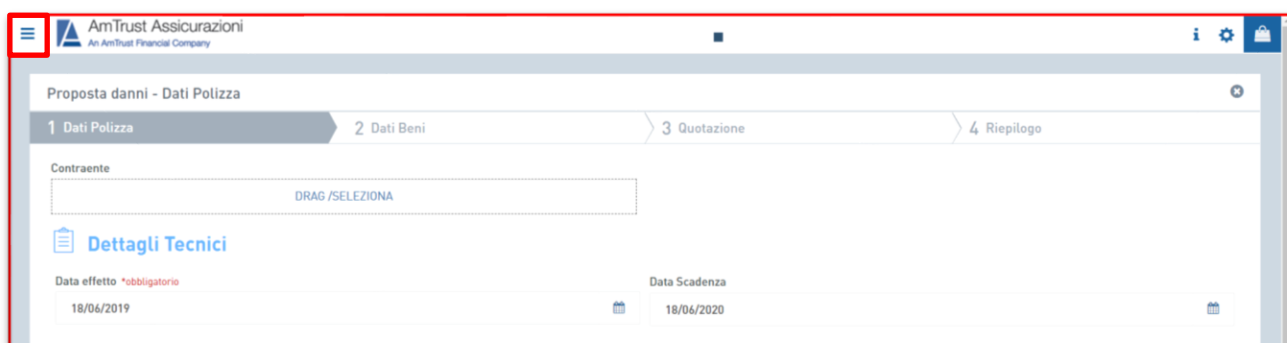 AmTrust Assicurazioni
An AmTrust Financial Company
Proposta danni - Dati Polizza
1 Dati Polizza
2 Dati Beni
3 Quotazione
4 Riepilogo
Contraente
DRAG /SELEZIONA
Dettagli Tecnici
Data effetto *obbligatorio
Data Scadenza
18/06/2019
18/06/2020